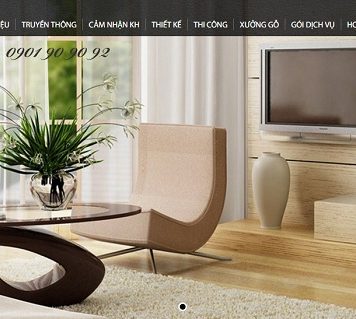 ỆU TRUYỀN THÔNG CẢM NHẬN KH THIẾT KẾ THI CÔNG XƯỞNG GỖ GÓI DỊCH VỤ HO
0901 90 90 92